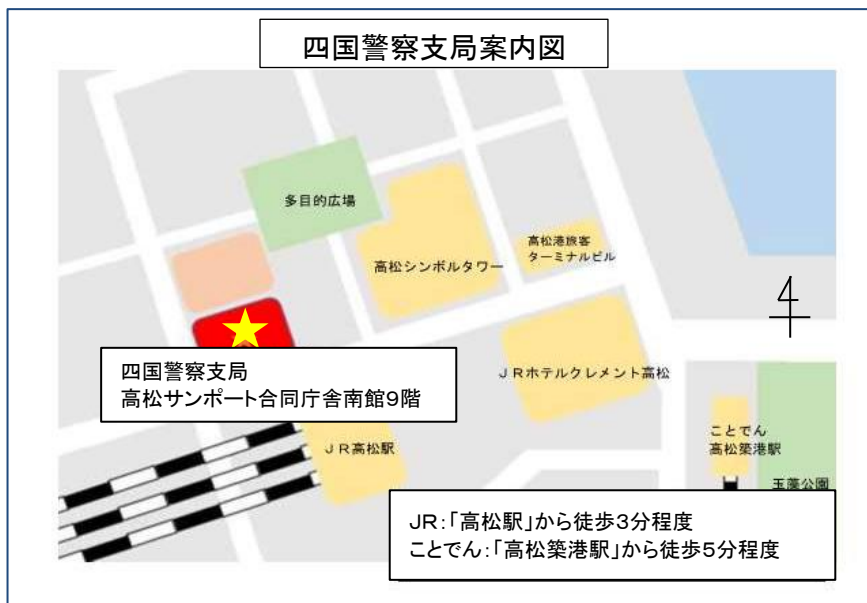 四国警察支局案内図
多目的広場
高松シンボルタワー
高松港旅客
ターミナルビル
四国警察支局
高松サンポート合同庁舎南館9階
JRホテルクレメント高松
JR高松駅
ことでん
高松築港駅
玉藻公園
JR:「高松駅」から徒歩3分程度
ことでん:「高松築港駅」から徒歩5分程度